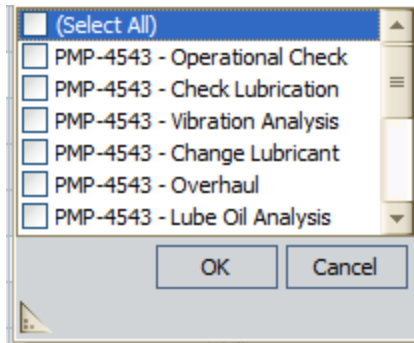 (Select All)
PMP-4543 - Operational Check
PMP-4543 - Check Lubrication
PMP-4543 - Vibration Analysis
PMP-4543 - Change Lubricant
PMP-4543 - Overhaul
PMP-4543 - Lube Oil Analysis
OK Cancel